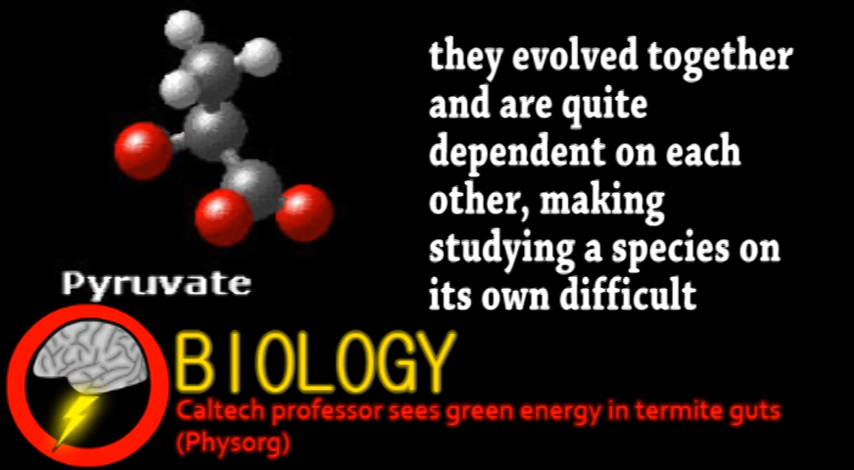 they evolved together
and are quite
dependent on each
other, making
studying a species on
its own difficult
Pyruvate
BIOLOGY
Caltech professor sees green energy in termite guts
(Physorg)